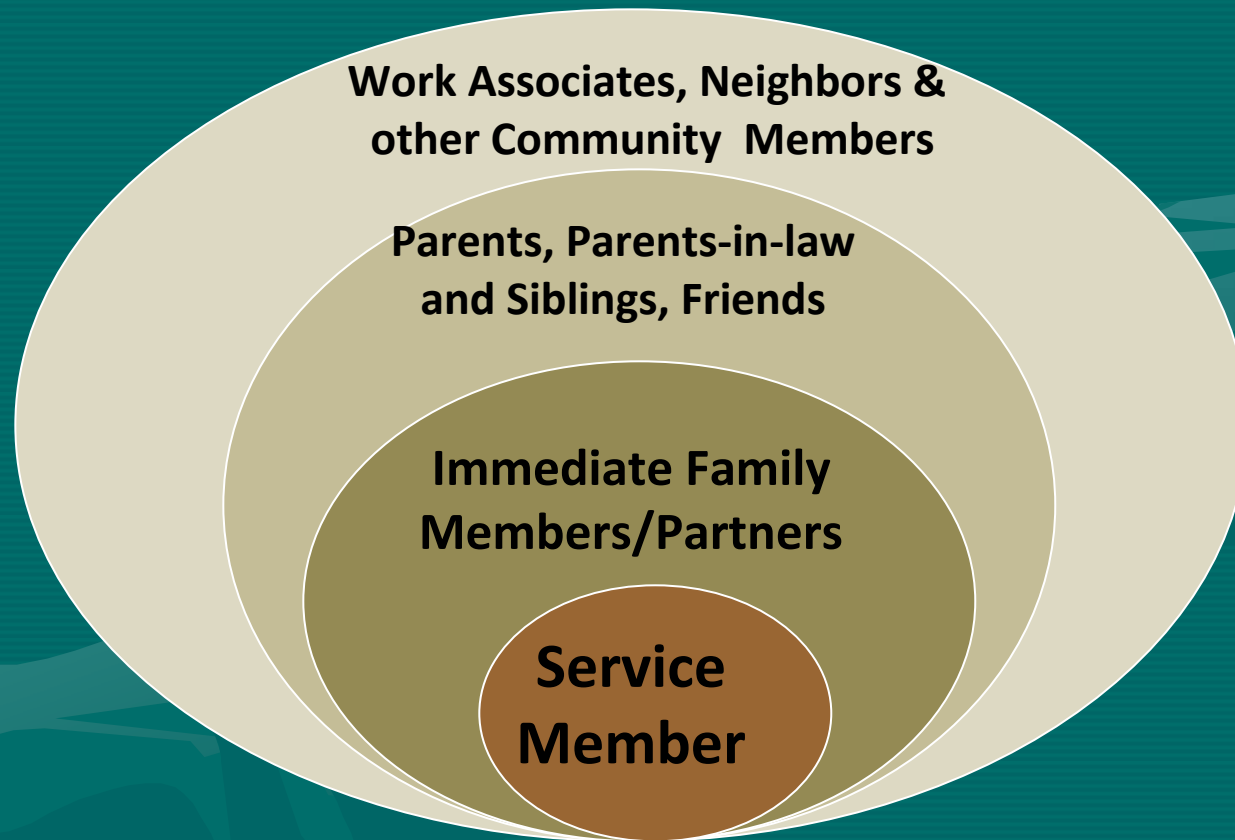 Work Associates, Neighbors &
other Community  Members
Parents, Parents-in-law
and Siblings, Friends
Immediate Family
Members/Partners
Service
Member